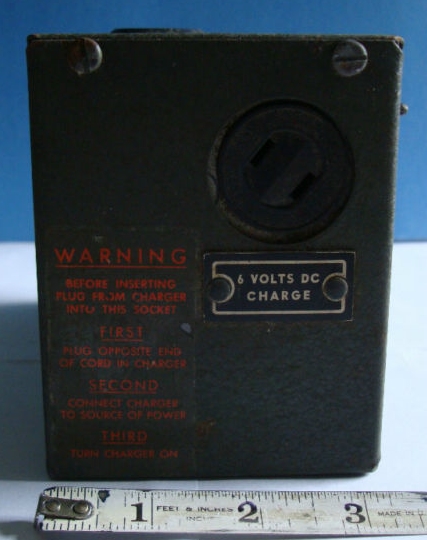 WARNING
BEFORE INSERTING
PLUG FROM CHARGER
INTO THIS SOCKET
FIRST
PLUG OPPOSITE END
OF CORD IN CHARGER
SECOND
CONNECT CHARGER
TO SOURCE OF POWER
THIRD
TURN CHARGER ON
6 VOLTS DC
CHARGE
1 FEET & INCHES 2 3 MADE IN